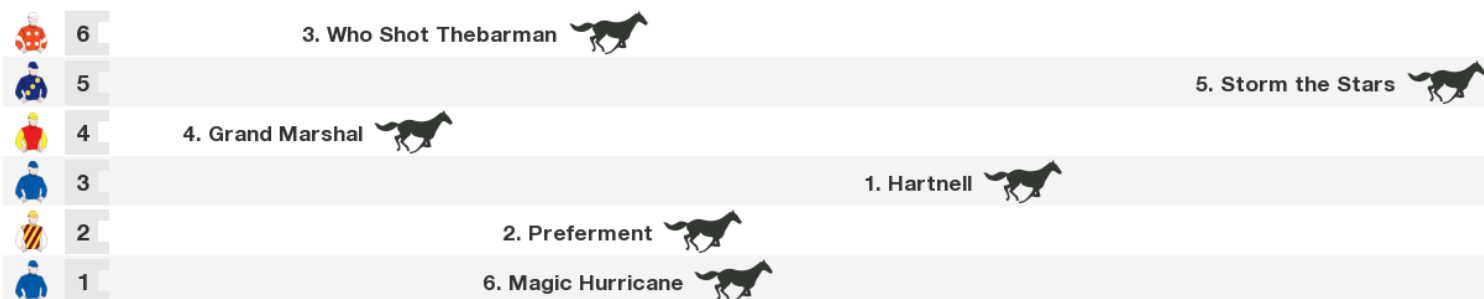 6 3. Who Shot Thebarman
5 5. Storm the Stars
4 4. Grand Marshal
3 1. Hartnell
2 2. Preferment
1 6. Magic Hurricane